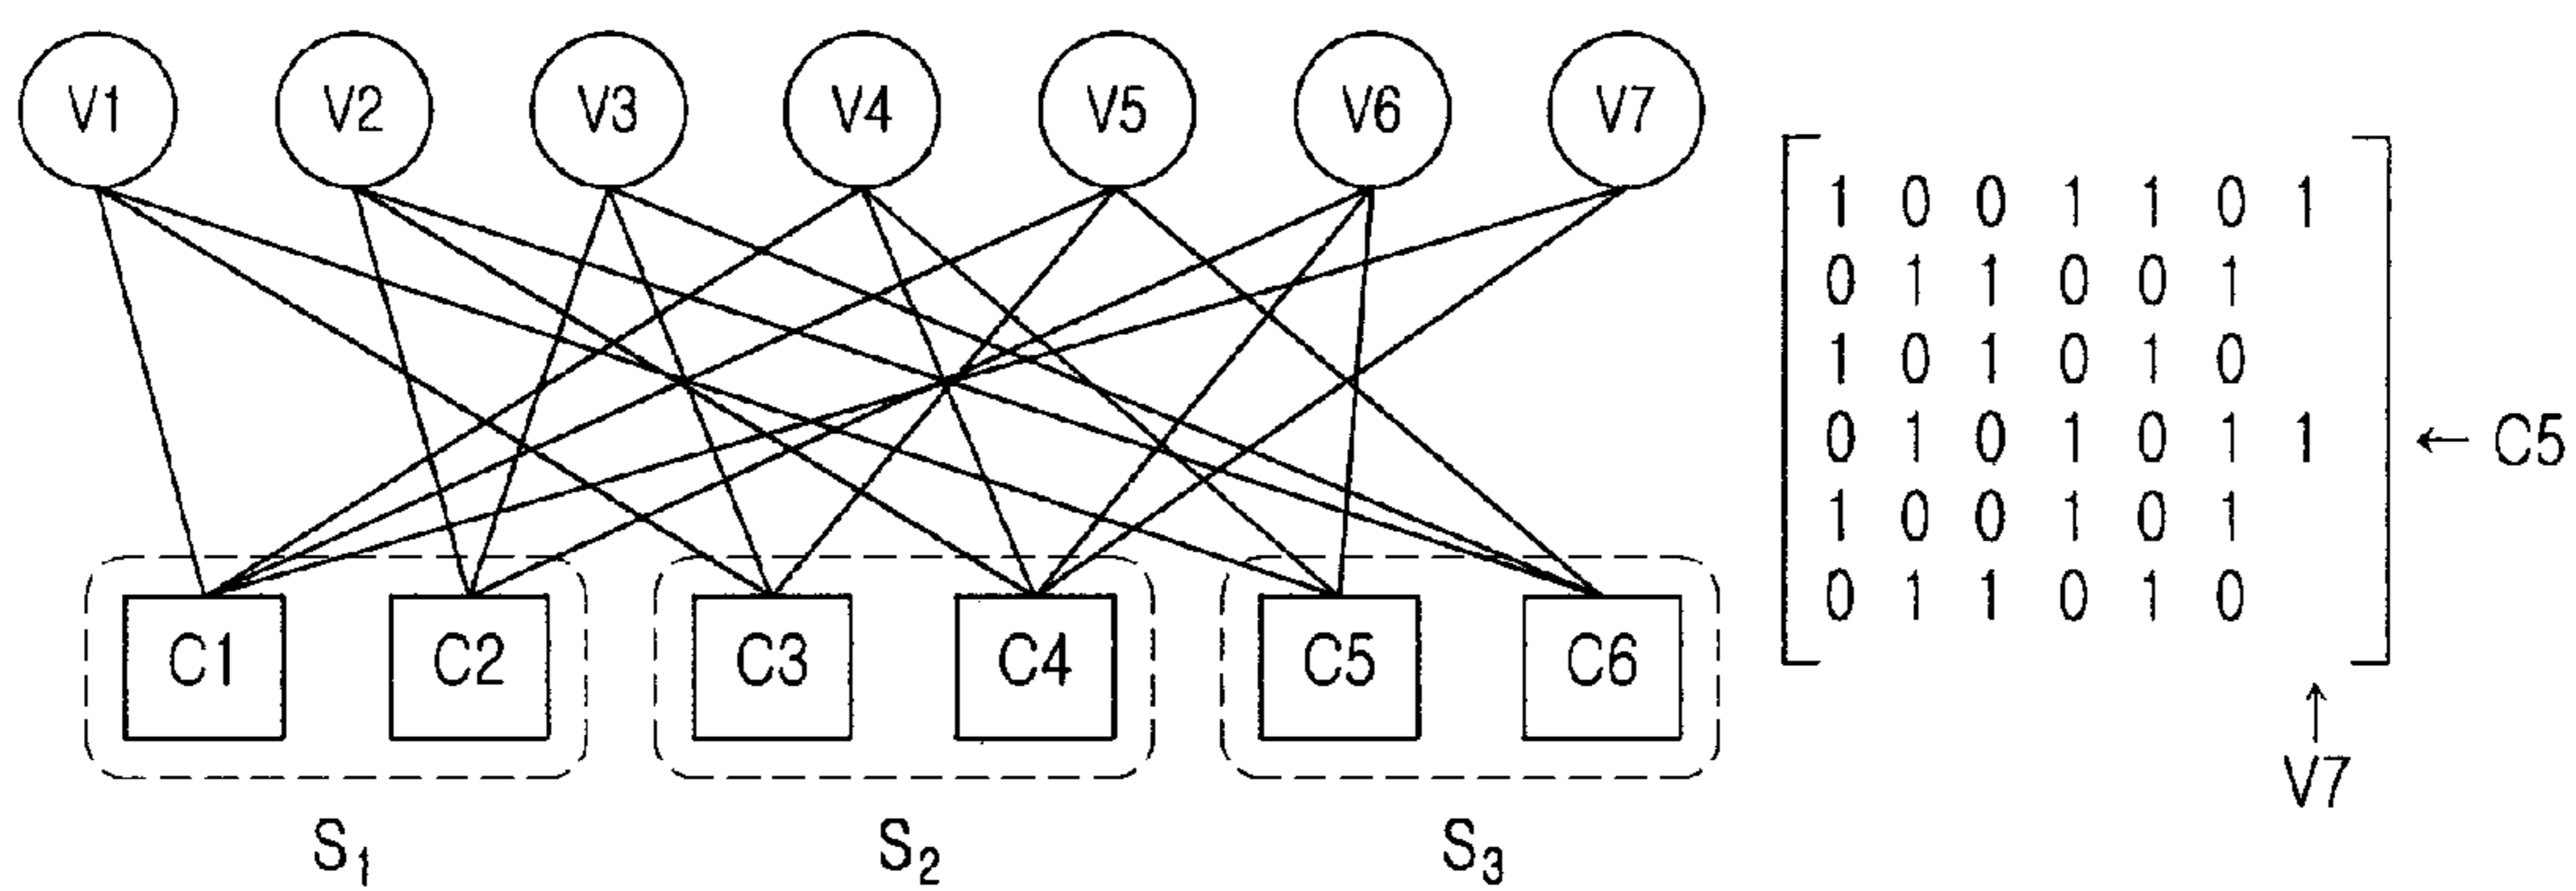 V1 V2 V3 V4 V5 V6 V7
1 0 0 1 1 0 1
0 1 1 0 0 1
1 0 1 0 1 0
0 1 0 1 0 1 1 ← C5
1 0 0 1 0 1
0 1 1 0 1 0
↑
V7
C1 C2 C3 C4 C5 C6
S1 S2 S3